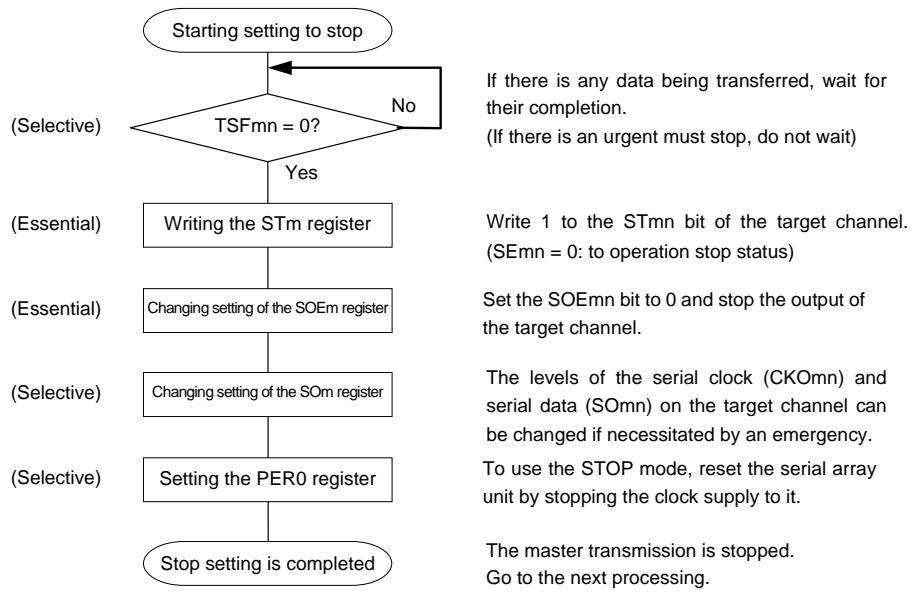 Starting setting to stop
(Selective)
TSFmn = 0?
No
If there is any data being transferred, wait for
their completion.
(If there is an urgent must stop, do not wait)
Yes
(Essential)
Writing the STm register
Write 1 to the STmn bit of the target channel.
(SEmn = 0: to operation stop status)
(Essential)
Changing setting of the SOEm register
Set the SOEmn bit to 0 and stop the output of
the target channel.
(Selective)
Changing setting of the SOm register
The levels of the serial clock (CKOmn) and
serial data (SOmn) on the target channel can
be changed if necessitated by an emergency.
(Selective)
Setting the PER0 register
To use the STOP mode, reset the serial array
unit by stopping the clock supply to it.
Stop setting is completed
The master transmission is stopped.
Go to the next processing.